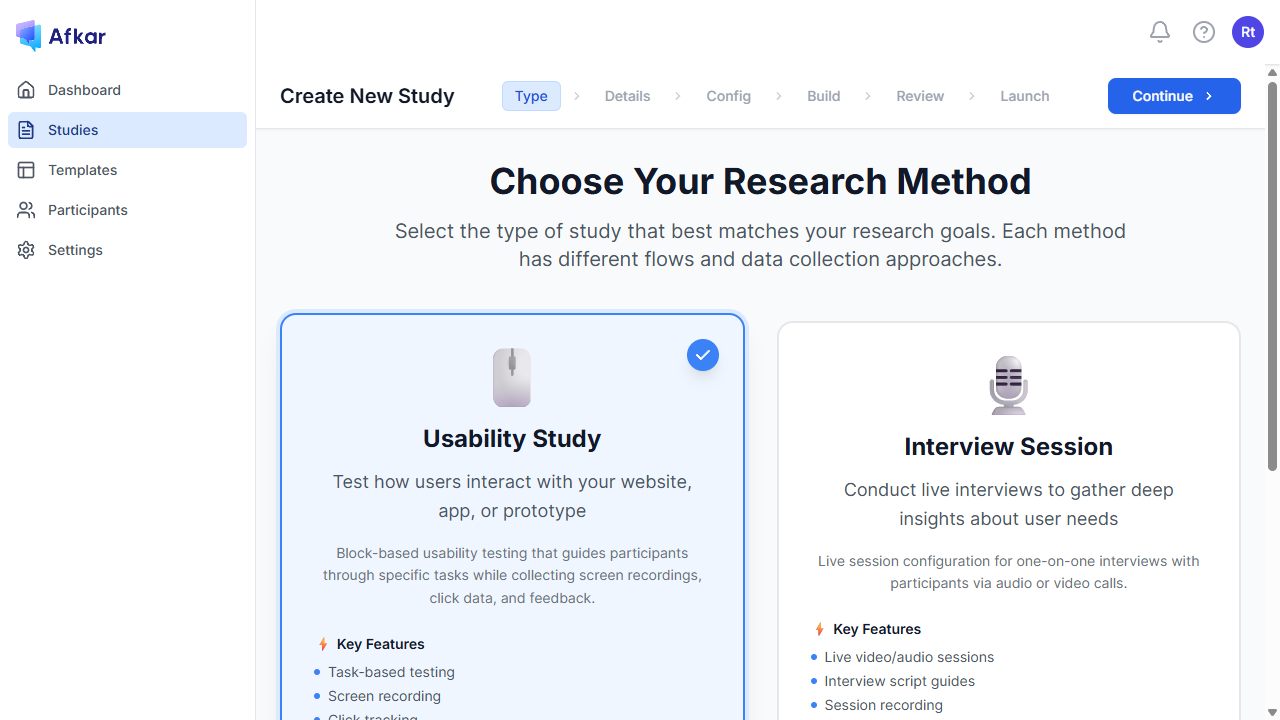 Afkar
Rt
Dashboard
Studies
Templates
Participants
Settings
Create New Study
Type
Details
Config
Build
Review
Launch
Continue
Choose Your Research Method
Select the type of study that best matches your research goals. Each method
has different flows and data collection approaches.
Usability Study
Test how users interact with your website,
app, or prototype
Block-based usability testing that guides participants
through specific tasks while collecting screen recordings,
click data, and feedback.
Key Features
Task-based testing
Screen recording
Click tracking
Interview Session
Conduct live interviews to gather deep
insights about user needs
Live session configuration for one-on-one interviews with
participants via audio or video calls.
Key Features
Live video/audio sessions
Interview script guides
Session recording